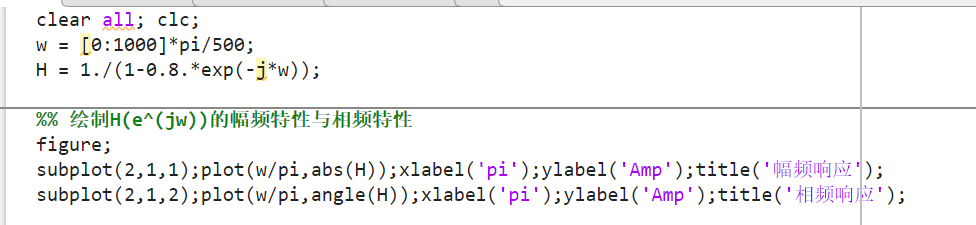 clear all; clc;
w = [0:1000]*pi/500;
H = 1./(1-0.8.*exp(-j*w));
%% 绘制H(e^(jw))的幅频特性与相频特性
figure;
subplot(2,1,1);plot(w/pi,abs(H));xlabel('pi');ylabel('Amp');title('幅频响应');
subplot(2,1,2);plot(w/pi,angle(H));xlabel('pi');ylabel('Amp');title('相频响应');